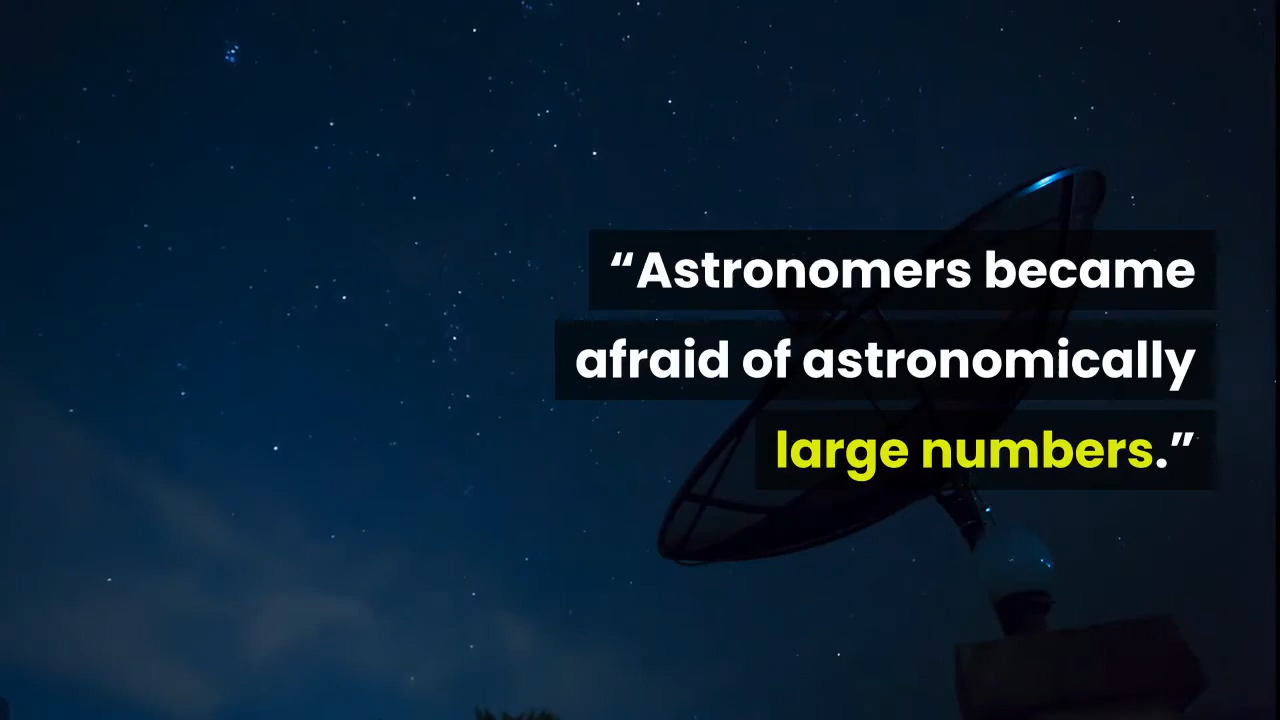 “Astronomers became
afraid of astronomically
large numbers.”